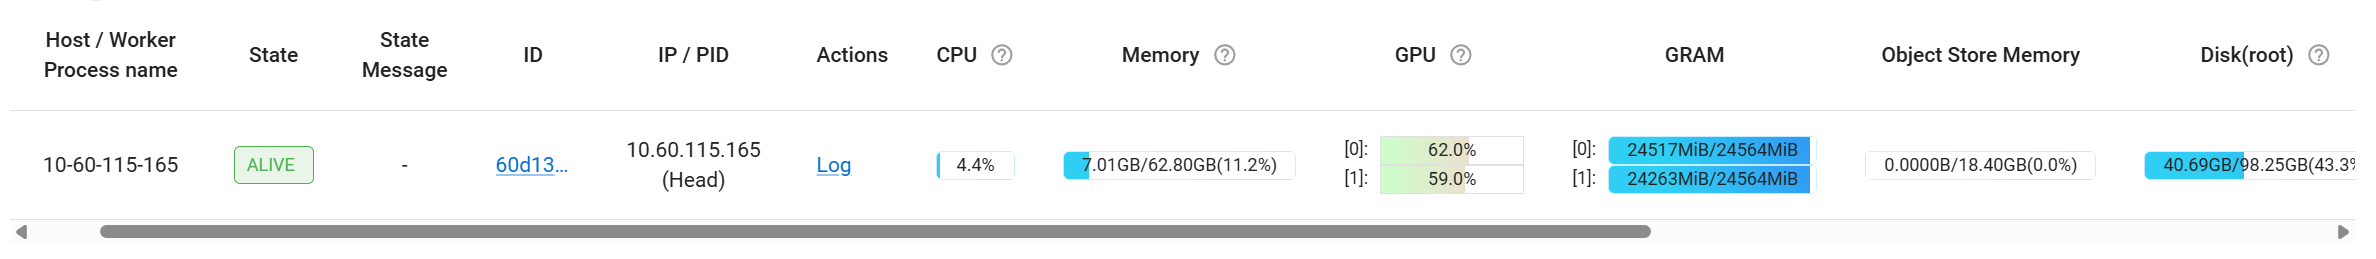 Host / Worker Process name
State
State Message
ID
IP / PID
Actions
CPU
Memory
GPU
GRAM
Object Store Memory
Disk(root)
10-60-115-165
ALIVE
-
60d13...
10.60.115.165
(Head)
Log
4.4%
7.01GB/62.80GB(11.2%)
[0]: 62.0%
[1]: 59.0%
[0]: 24517MiB/24564MiB
[1]: 24263MiB/24564MiB
0.0000B/18.40GB(0.0%)
40.69GB/98.25GB(43.3%